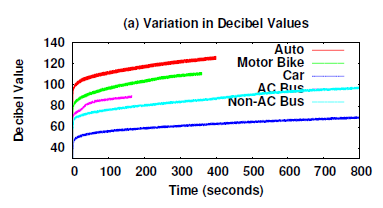 (a) Variation in Decibel Values
140
120
100
80
60
40
Decibel Value
Auto
Motor Bike
Car
AC Bus
Non-AC Bus
0 100 200 300 400 500 600 700 800
Time (seconds)